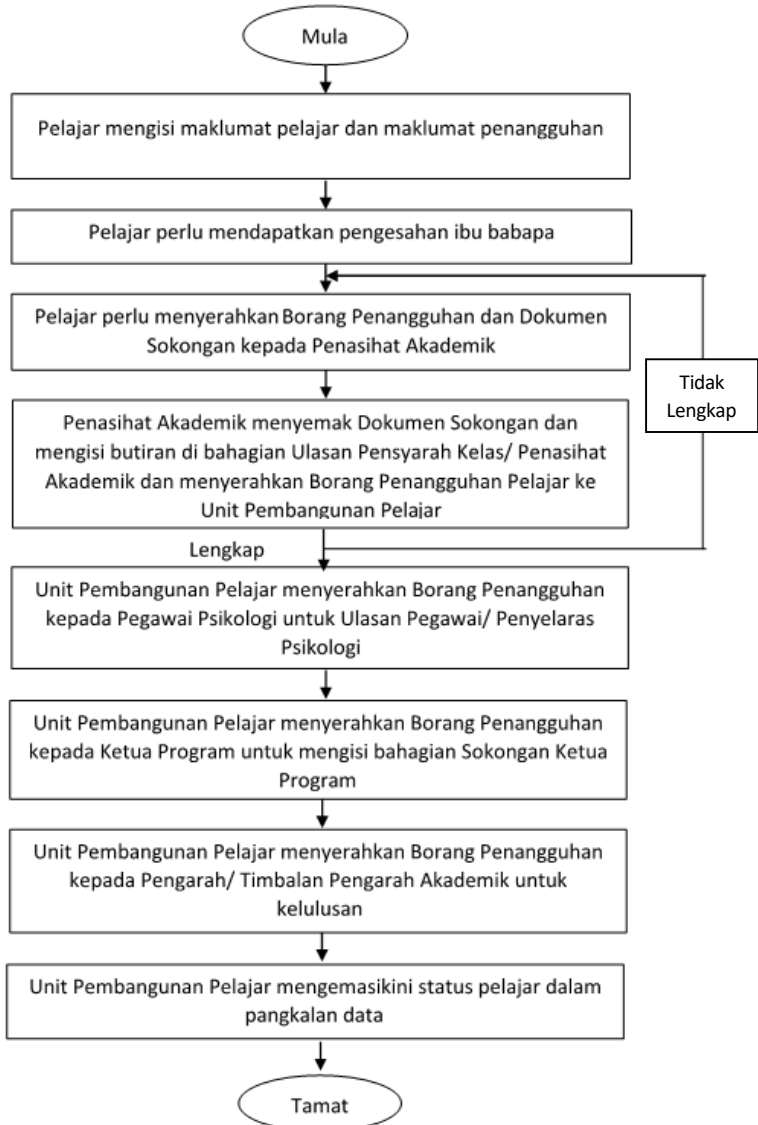 Mula
Pelajar mengisi maklumat pelajar dan maklumat penangguhan
Pelajar perlu mendapatkan pengesahan ibu babapa
Pelajar perlu menyerahkan Borang Penangguhan dan Dokumen
Sokongan kepada Penasihat Akademik
Tidak
Lengkap
Penasihat Akademik menyemak Dokumen Sokongan dan
mengisi butiran di bahagian Ulasan Pensyarah Kelas/ Penasihat
Akademik dan menyerahkan Borang Penangguhan Pelajar ke
Unit Pembangunan Pelajar
Lengkap
Unit Pembangunan Pelajar menyerahkan Borang Penangguhan
kepada Pegawai Psikologi untuk Ulasan Pegawai/ Penyelaras
Psikologi
Unit Pembangunan Pelajar menyerahkan Borang Penangguhan
kepada Ketua Program untuk mengisi bahagian Sokongan Ketua
Program
Unit Pembangunan Pelajar menyerahkan Borang Penangguhan
kepada Pengarah/ Timbalan Pengarah Akademik untuk
kelulusan
Unit Pembangunan Pelajar mengemasikini status pelajar dalam
pangkalan data
Tamat